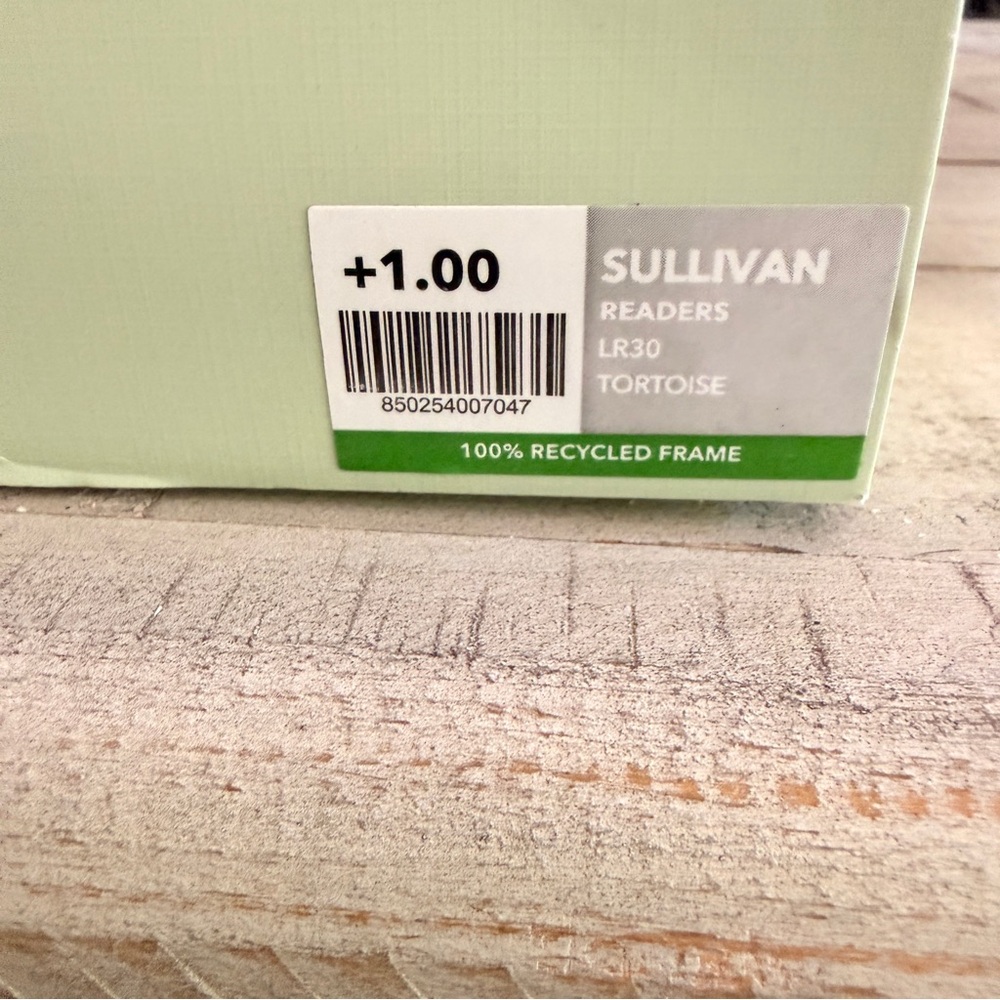 +1.00
850254007047
SULLIVAN
READERS
LR30
TORTOISE
100% RECYCLED FRAME